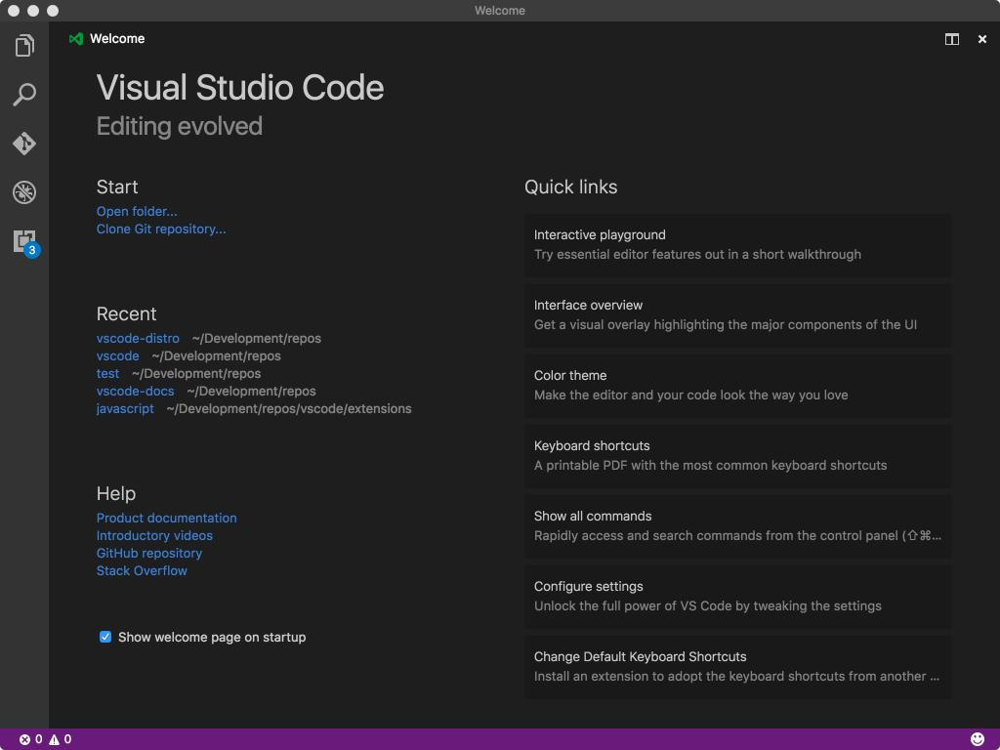 Welcome
Welcome
Visual Studio Code
Editing evolved
Start
Open folder...
Clone Git repository...
3
Recent
vscode-distro ~/Development/repos
vscode ~/Development/repos
test ~/Development/repos
vscode-docs ~/Development/repos
javascript ~/Development/repos/vscode/extensions
Help
Product documentation
Introductory videos
GitHub repository
Stack Overflow
Show welcome page on startup
Quick links
Interactive playground
Try essential editor features out in a short walkthrough
Interface overview
Get a visual overlay highlighting the major components of the UI
Color theme
Make the editor and your code look the way you love
Keyboard shortcuts
A printable PDF with the most common keyboard shortcuts
Show all commands
Rapidly access and search commands from the control panel (⇧⌘...
Configure settings
Unlock the full power of VS Code by tweaking the settings
Change Default Keyboard Shortcuts
Install an extension to adopt the keyboard shortcuts from another ...
0 0